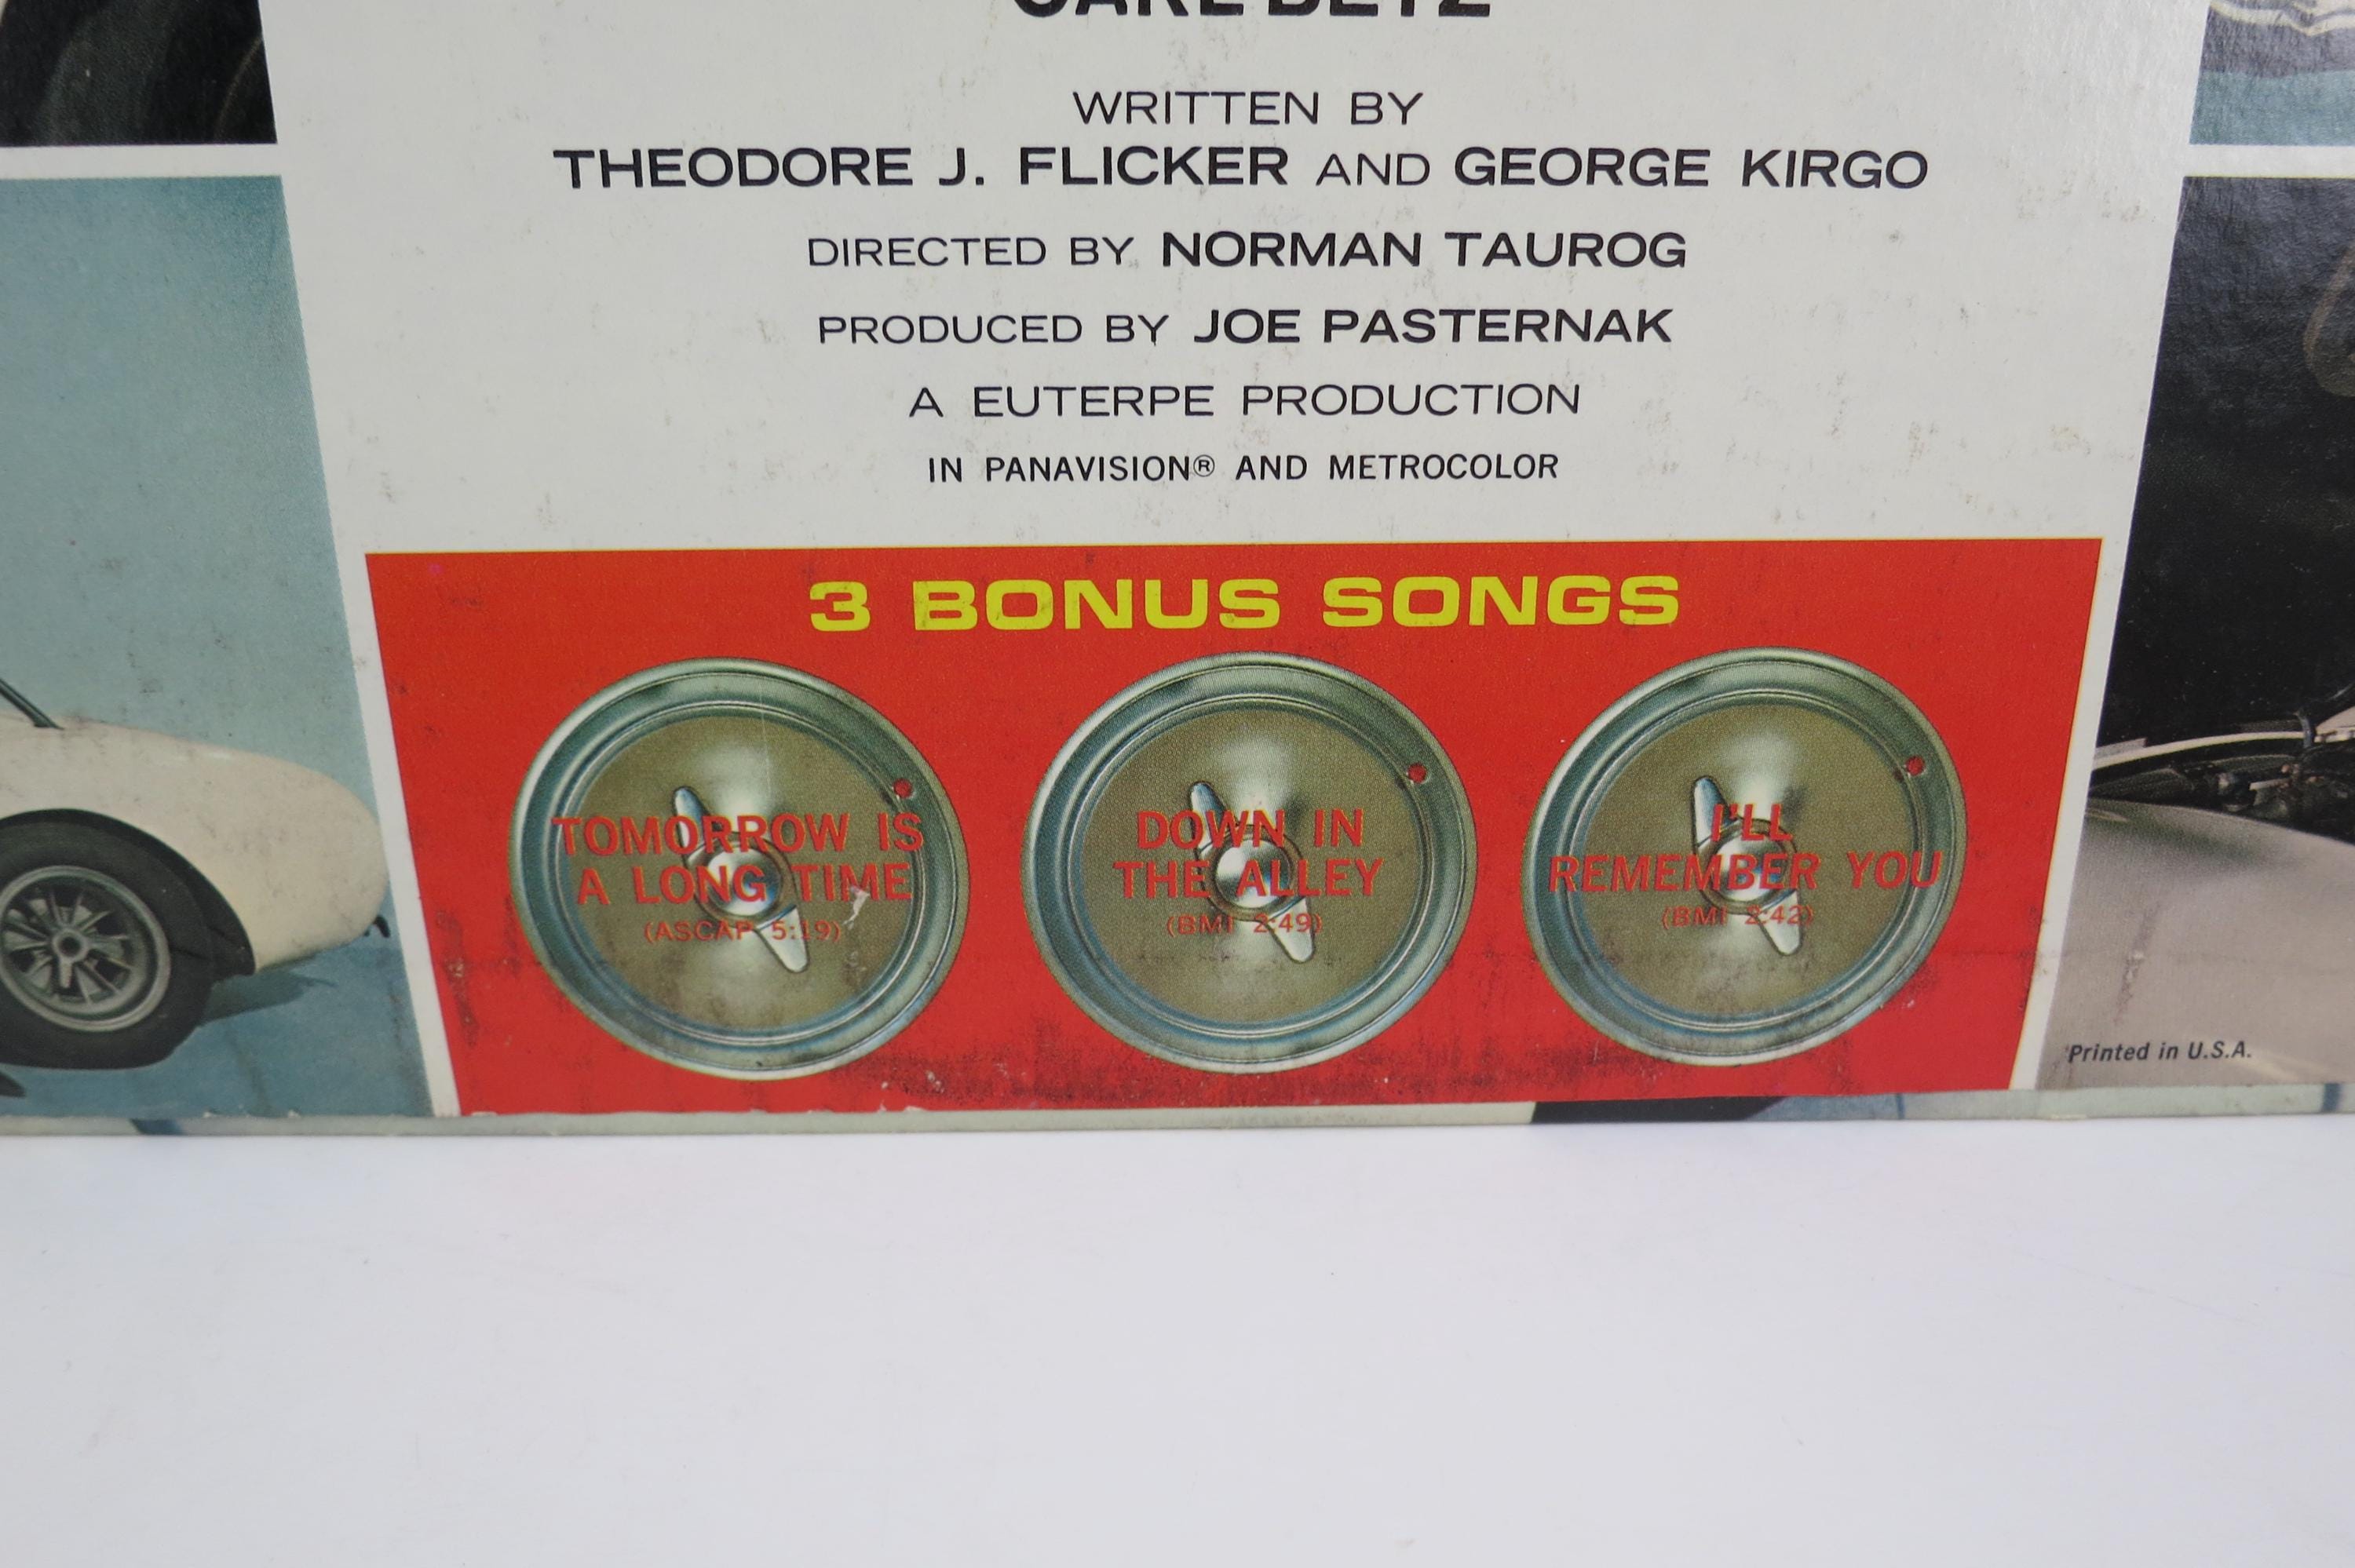 CARL BETZ
WRITTEN BY
THEODORE J. FLICKER AND GEORGE KIRGO
DIRECTED BY NORMAN TAUROG
PRODUCED BY JOE PASTERNAK
A EUTERPE PRODUCTION
IN PANAVISION® AND METROCOLOR
3 BONUS SONGS
TOMORROW IS
A LONG TIME
(ASCAP 5:19)
DOWN IN
THE ALLEY
(BMI 2:49)
I'LL
REMEMBER YOU
(BMI 2:42)
Printed in U.S.A.